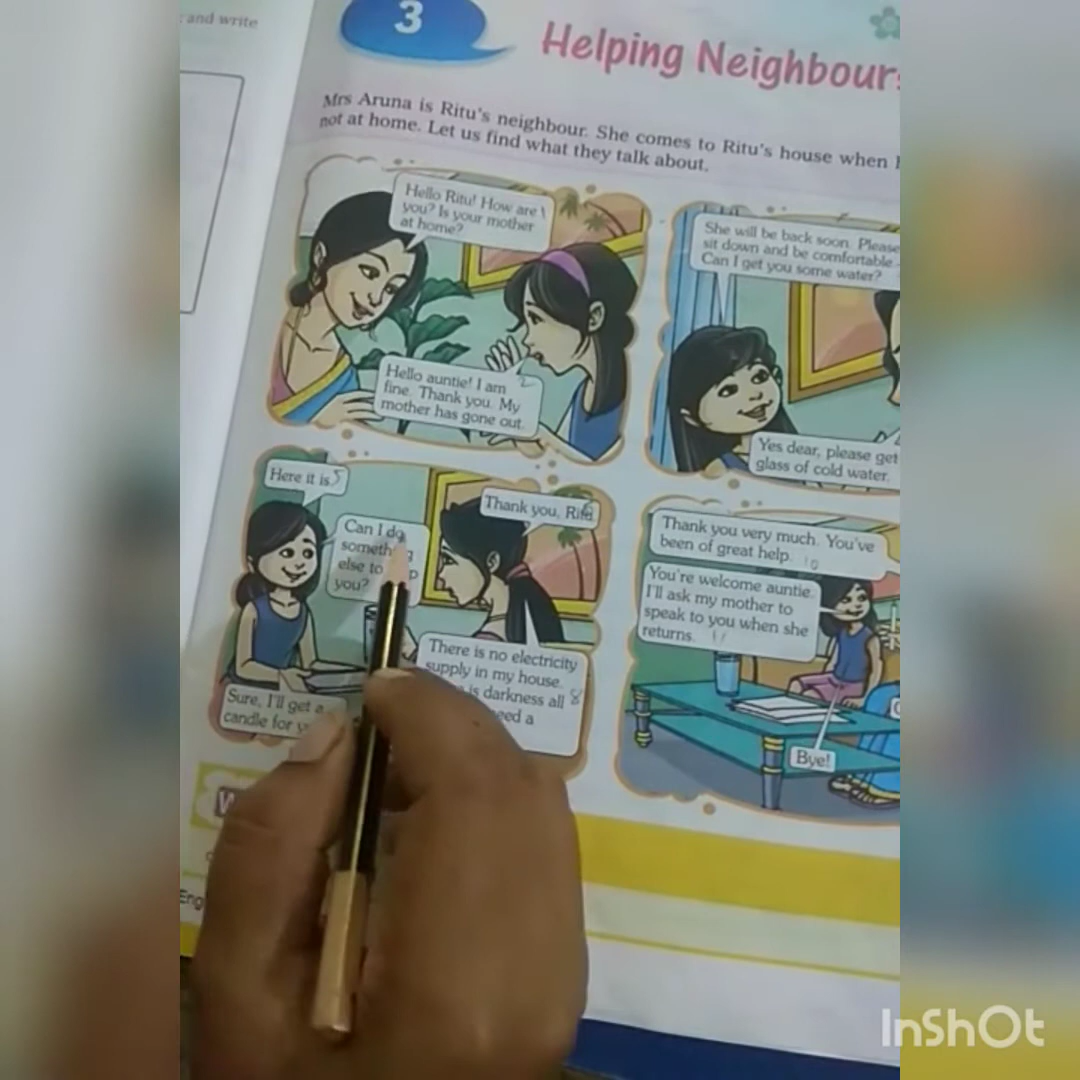 and write
3
Helping Neighbours
Mrs Aruna is Ritu's neighbour. She comes to Ritu's house when
not at home. Let us find what they talk about.
Hello Ritu! How are
you? Is your mother
at home?
Hello auntie! I am
fine. Thank you. My
mother has gone out.
She will be back soon. Please
sit down and be comfortable.
Can I get you some water?
Yes dear, please get
glass of cold water.
Here it is.
Thank you, Ritu.
Can I do
else to
you?
There is no electricity
supply in my house.
is darkness all
need a
Sure, I'll get a
candle for
Thank you very much. You've
been of great help.
You're welcome auntie.
I'll ask my mother to
speak to you when she
returns.
Bye!
InShOt